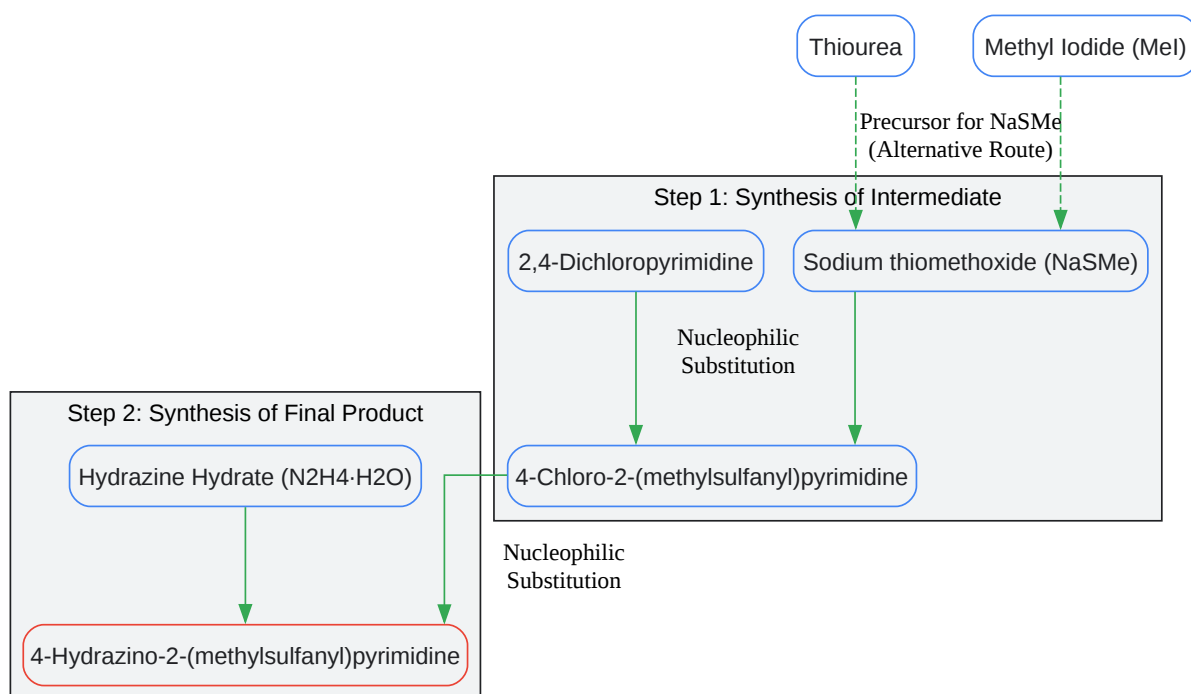 Thiourea
Methyl Iodide (MeI)
Precursor for NaSMe
(Alternative Route)
Step 1: Synthesis of Intermediate
2,4-Dichloropyrimidine
Sodium thiomethoxide (NaSMe)
Nucleophilic
Substitution
Step 2: Synthesis of Final Product
Hydrazine Hydrate (N2H4·H2O)
4-Chloro-2-(methylsulfanyl)pyrimidine
Nucleophilic
Substitution
4-Hydrazino-2-(methylsulfanyl)pyrimidine